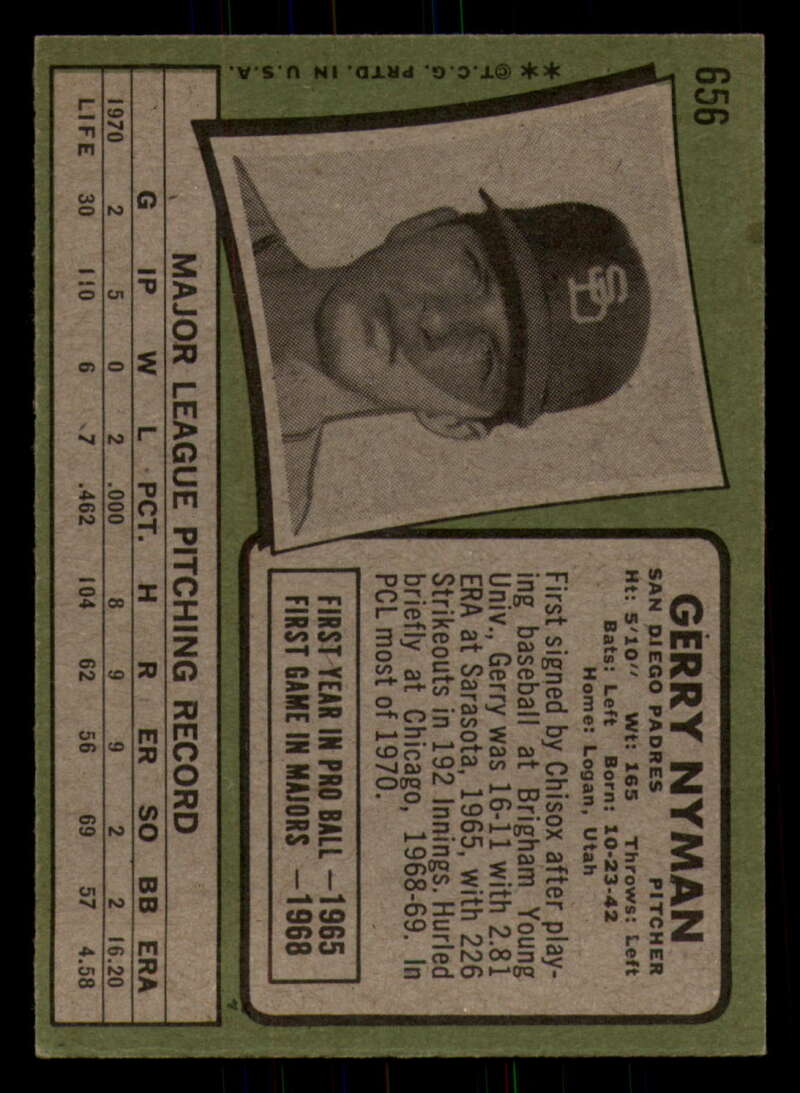 656
**©T.C.G. PRTD. IN U.S.A.
SD
GERRY NYMAN
SAN DIEGO PADRES PITCHER
Ht: 5'10" Wt: 165 Throws: Left
Bats: Left Born: 10-23-42
Home: Logan, Utah
First signed by Chisox after play-
ing baseball at Brigham Young
Univ., Gerry was 16-11 with 2.81
ERA at Sarasota, 1965, with 226
Strikeouts in 192 Innings. Hurled
briefly at Chicago, 1968-69. In
PCL most of 1970.
FIRST YEAR IN PRO BALL —1965
FIRST GAME IN MAJORS —1968
MAJOR LEAGUE PITCHING RECORD
G IP W L PCT. H R ER SO BB ERA
1970 2 5 0 2 .000 8 9 9 2 2 16.20
LIFE 30 110 6 7 .462 104 62 56 69 57 4.58